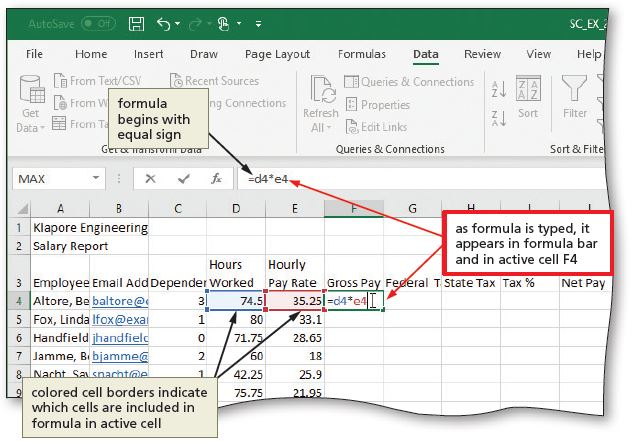 AutoSave Off SC_EX_2
File Home Insert Draw Page Layout Formulas Data Review View Help
From Text/CSV Recent Sources Queries & Connections
From W ng Connections Properties
From Ta Edit Links
Get Data Refresh All Sort Filter
Get & Transform Data Queries & Connections Sort & Filte
formula
begins with
equal sign
MAX fx =d4*e4
A B C D E F G H I
1 Klapore Engineering
2 Salary Report
as formula is typed, it
appears in formula bar
and in active cell F4
Hours Hourly
3 Employee Email Add Depender Worked Pay Rate Gross Pay Federal T State Tax Tax % Net Pay
4 Altore, Be baltore@e 3 74.5 35.25 =d4*e4
5 Fox, Linda lfox@exar 1 80 33.1
6 Handfield jhandfield 0 71.75 28.65
7 Jamme, B bjamme@ 2 60 18
8 Nacht, Sa snacht@e 1 42.25 25.9
9 75.75 21.95
colored cell borders indicate
which cells are included in
formula in active cell